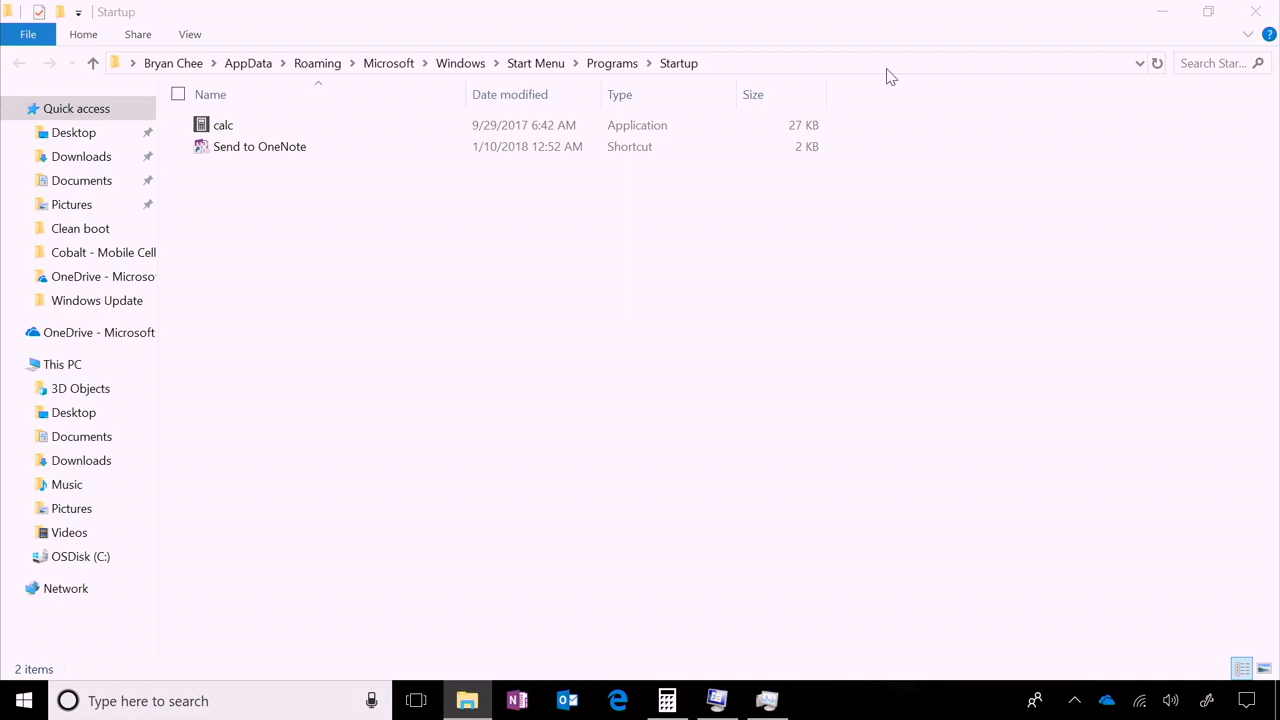 Startup
File Home Share View
Bryan Chee AppData Roaming Microsoft Windows Start Menu Programs Startup
Search Star...
Name Date modified Type Size
calc 9/29/2017 6:42 AM Application 27 KB
Send to OneNote 1/10/2018 12:52 AM Shortcut 2 KB
Quick access
Desktop
Downloads
Documents
Pictures
Clean boot
Cobalt - Mobile Cell
OneDrive - Microso
Windows Update
OneDrive - Microsoft
This PC
3D Objects
Desktop
Documents
Downloads
Music
Pictures
Videos
OSDisk (C:)
Network
2 items
Type here to search